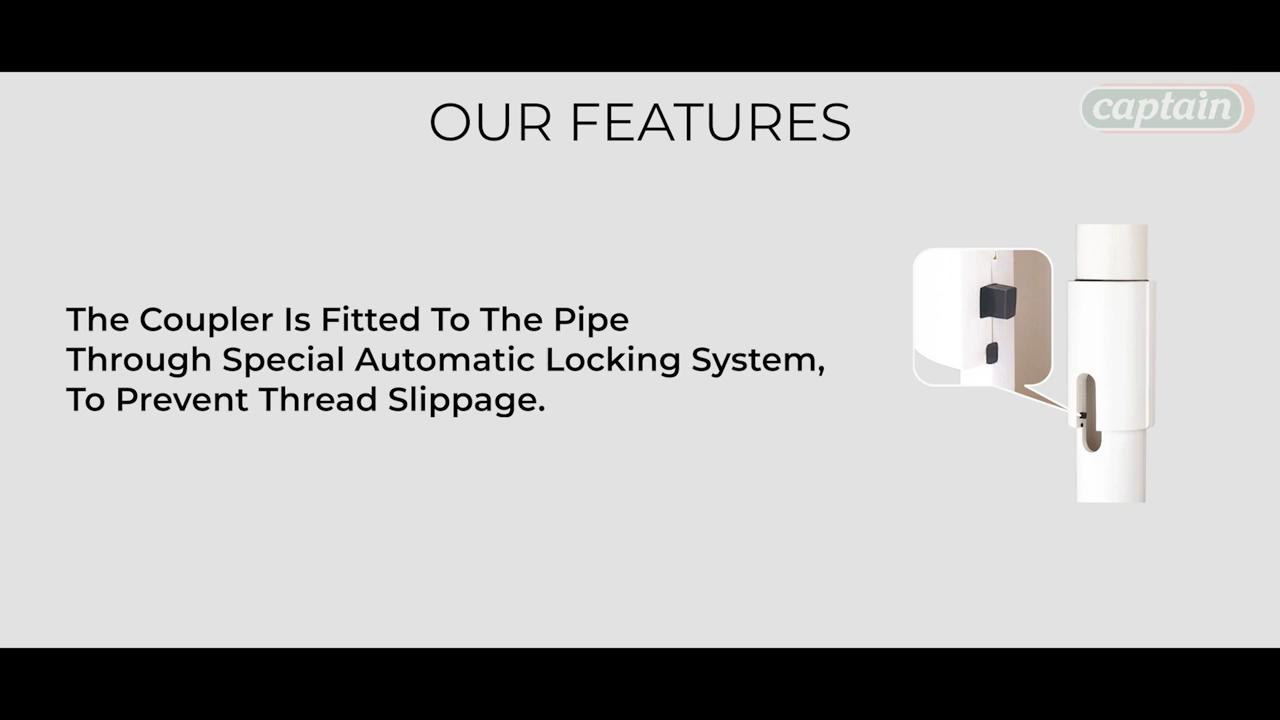 OUR FEATURES
captain
The Coupler Is Fitted To The Pipe
Through Special Automatic Locking System,
To Prevent Thread Slippage.